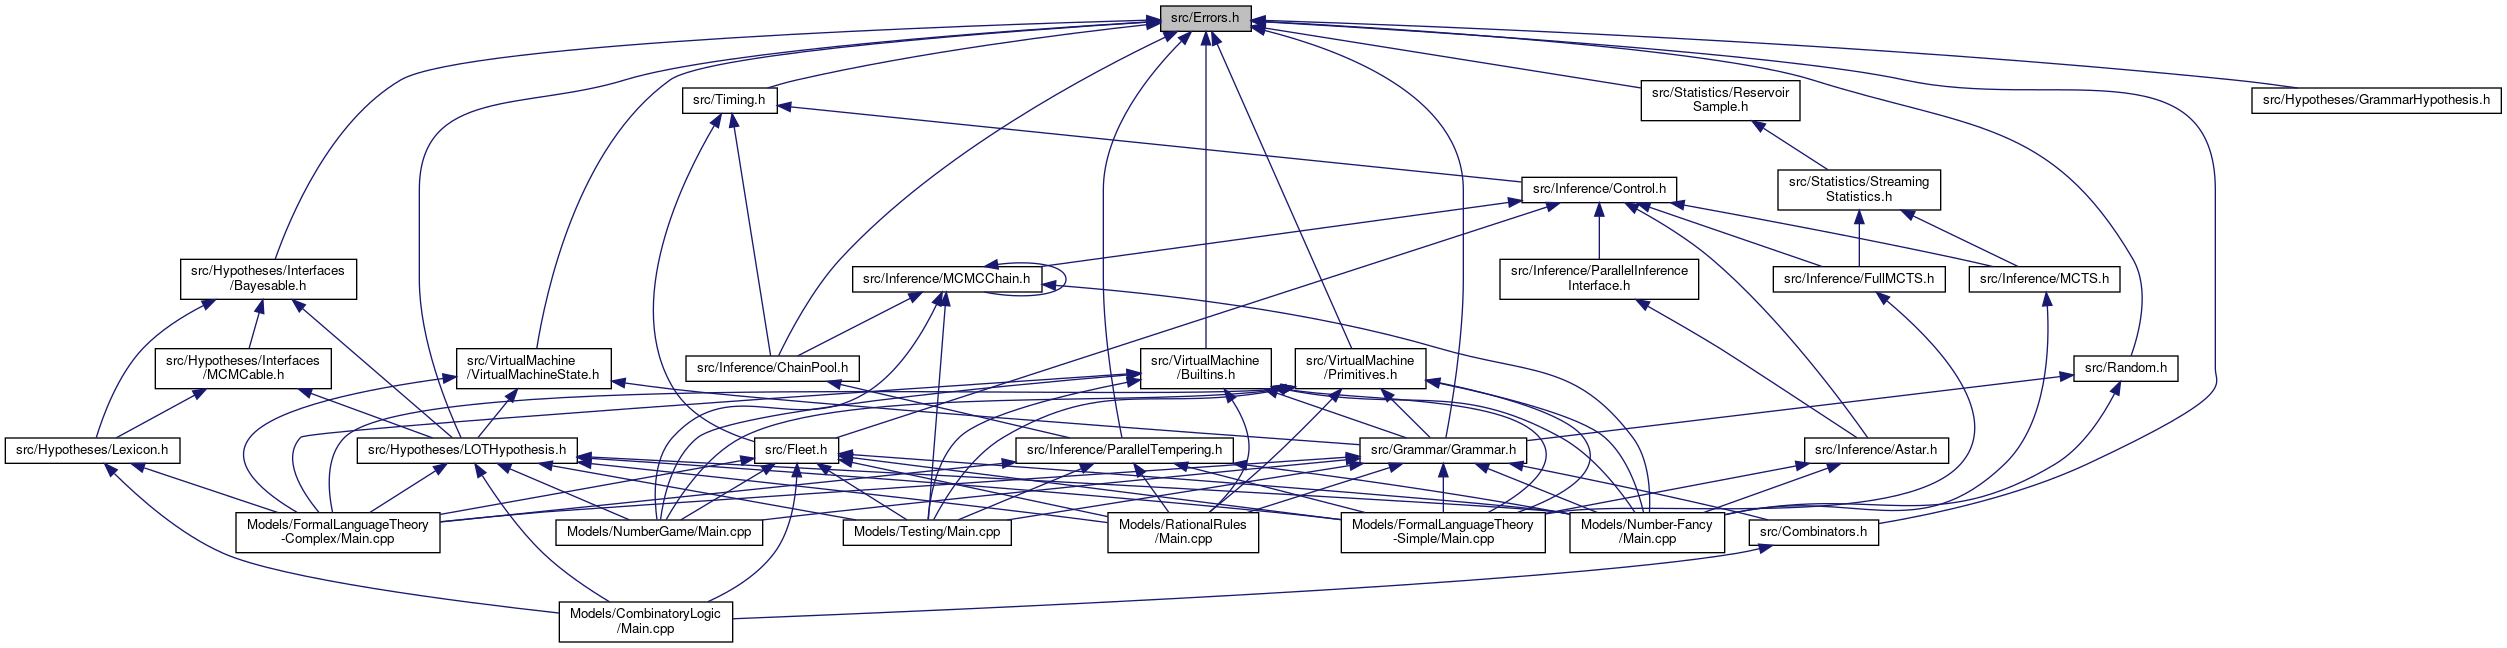 src/Errors.h
src/Timing.h
src/Statistics/Reservoir
Sample.h
src/Hypotheses/GrammarHypothesis.h
src/Inference/Control.h
src/Statistics/Streaming
Statistics.h
src/Hypotheses/Interfaces
/Bayesable.h
src/Inference/MCMCChain.h
src/Inference/ParallelInference
Interface.h
src/Inference/FullMCTS.h
src/Inference/MCTS.h
src/Hypotheses/Interfaces
/MCMCable.h
src/VirtualMachine
/VirtualMachineState.h
src/Inference/ChainPool.h
src/VirtualMachine
/Builtins.h
src/VirtualMachine
/Primitives.h
src/Random.h
src/Hypotheses/Lexicon.h
src/Hypotheses/LOTHypothesis.h
src/Fleet.h
src/Inference/ParallelTempering.h
src/Grammar/Grammar.h
src/Inference/Astar.h
Models/FormalLanguageTheory
-Complex/Main.cpp
Models/NumberGame/Main.cpp
Models/Testing/Main.cpp
Models/RationalRules
/Main.cpp
Models/FormalLanguageTheory
-Simple/Main.cpp
Models/Number-Fancy
/Main.cpp
src/Combinators.h
Models/CombinatoryLogic
/Main.cpp